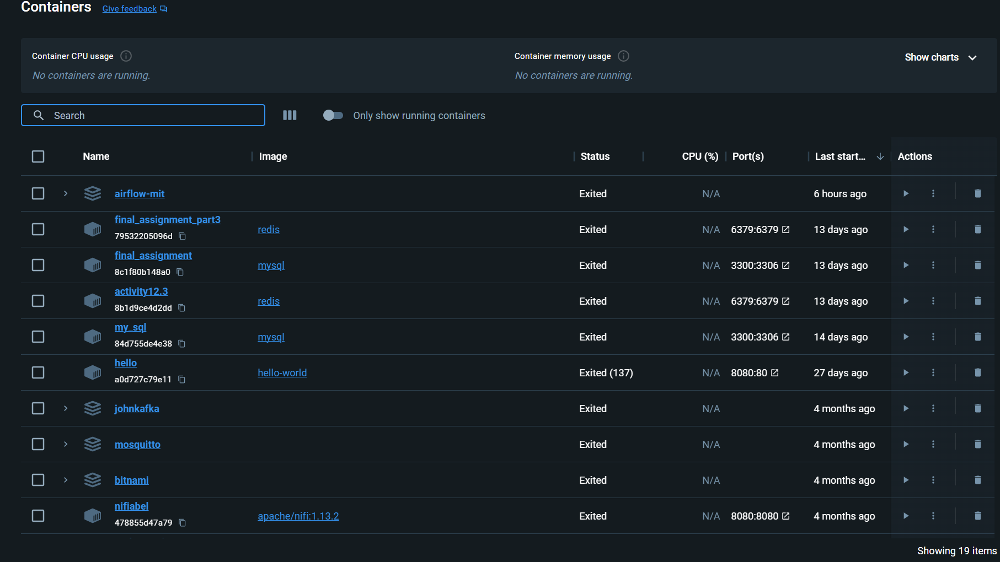 Containers Give feedback
Container CPU usage
No containers are running.
Container memory usage
No containers are running.
Show charts
Search
Only show running containers
Name Image Status CPU (%) Port(s) Last start... Actions
airflow-mit Exited N/A 6 hours ago
final_assignment_part3
79532205096d
redis Exited N/A 6379:6379 13 days ago
final_assignment
8c1f80b148a0
mysql Exited N/A 3300:3306 13 days ago
activity12.3
8b1d9ce4d2dd
redis Exited N/A 6379:6379 13 days ago
my_sql
84d755de4e38
mysql Exited N/A 3300:3306 14 days ago
hello
a0d727c79e11
hello-world Exited (137) N/A 8080:80 27 days ago
johnkafka Exited N/A 4 months ago
mosquitto Exited N/A 4 months ago
bitnami Exited N/A 4 months ago
nifiabel
478855d47a79
apache/nifi:1.13.2 Exited N/A 8080:8080 4 months ago
Showing 19 items